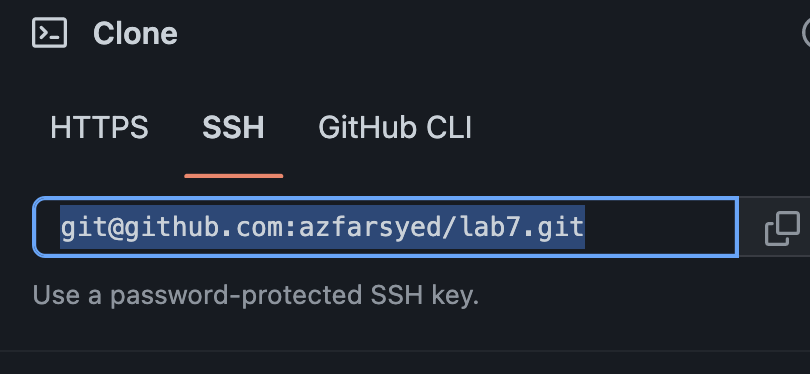 Clone
HTTPS SSH GitHub CLI
git@github.com:azfarsyed/lab7.git
Use a password-protected SSH key.